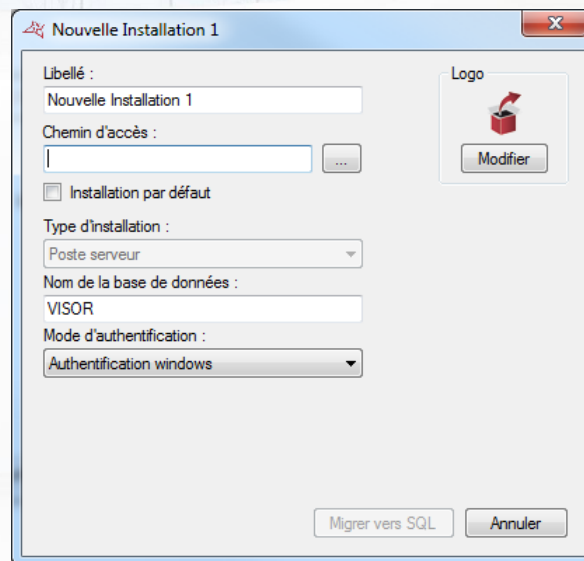 Nouvelle Installation 1
Libellé :
Nouvelle Installation 1
Logo
Modifier
Chemin d'accès :
...
Installation par défaut
Type d'installation :
Poste serveur
Nom de la base de données :
VISOR
Mode d'authentification :
Authentification windows
Migrer vers SQL
Annuler